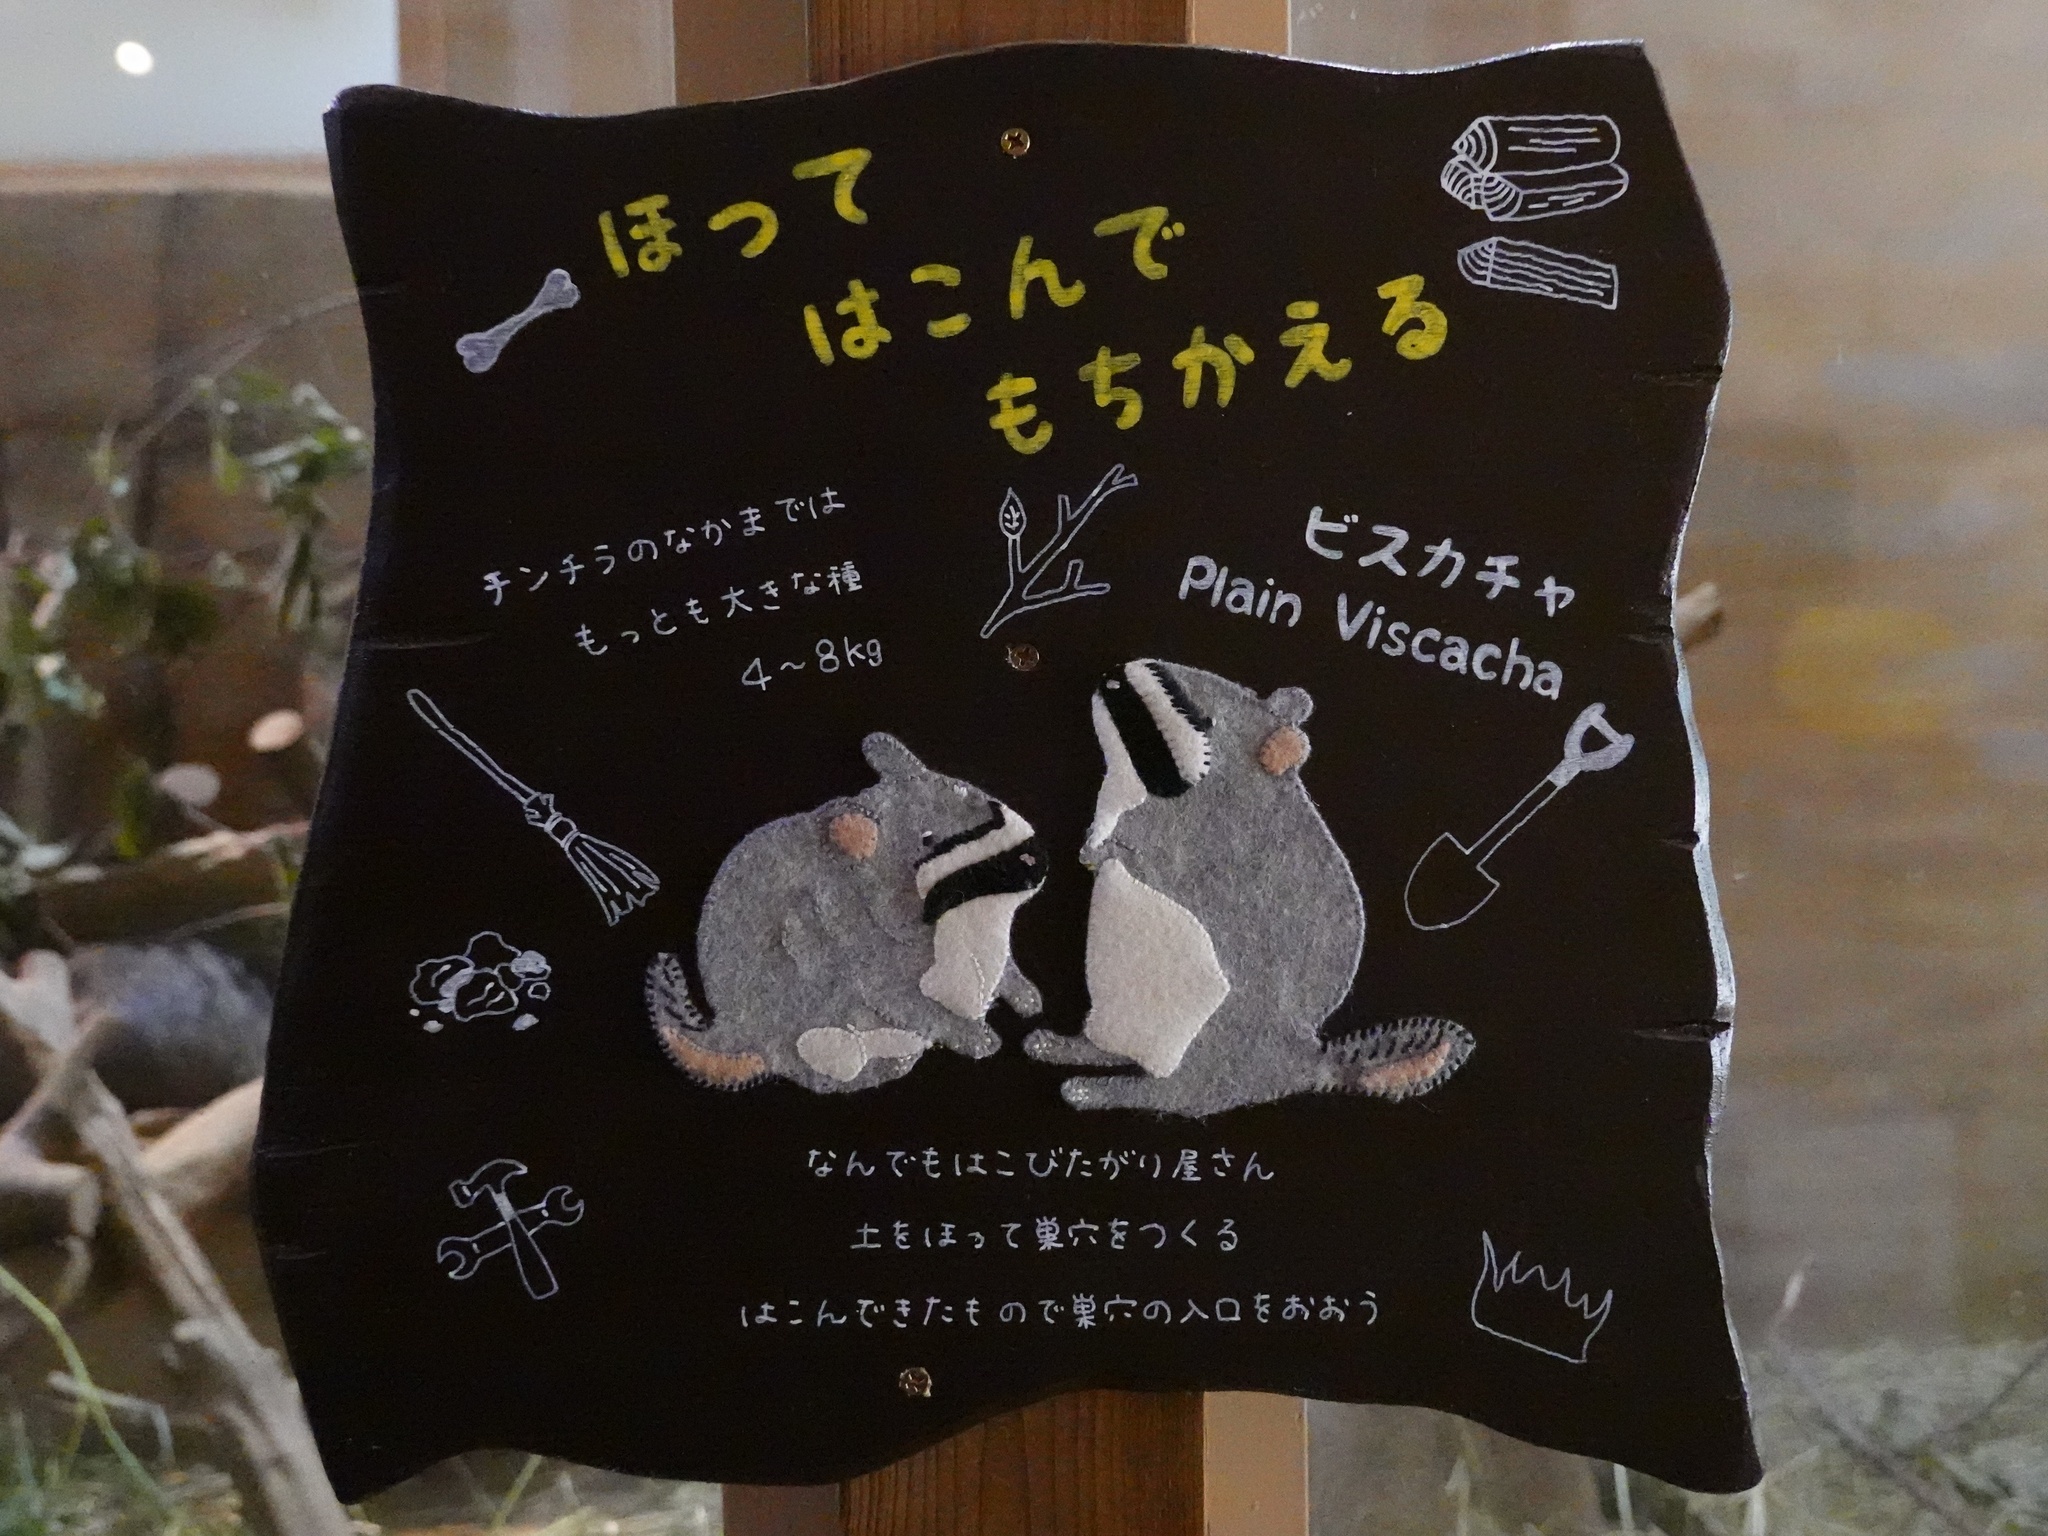 ほって
はこんで
もちかえる
チンチラのなかまでは
もっとも大きな種
4～8kg
ビスカチャ
Plain Viscacha
なんでもはこびたがり屋さん
土をほって巣穴をつくる
はこんできたもので巣穴の入口をおおう